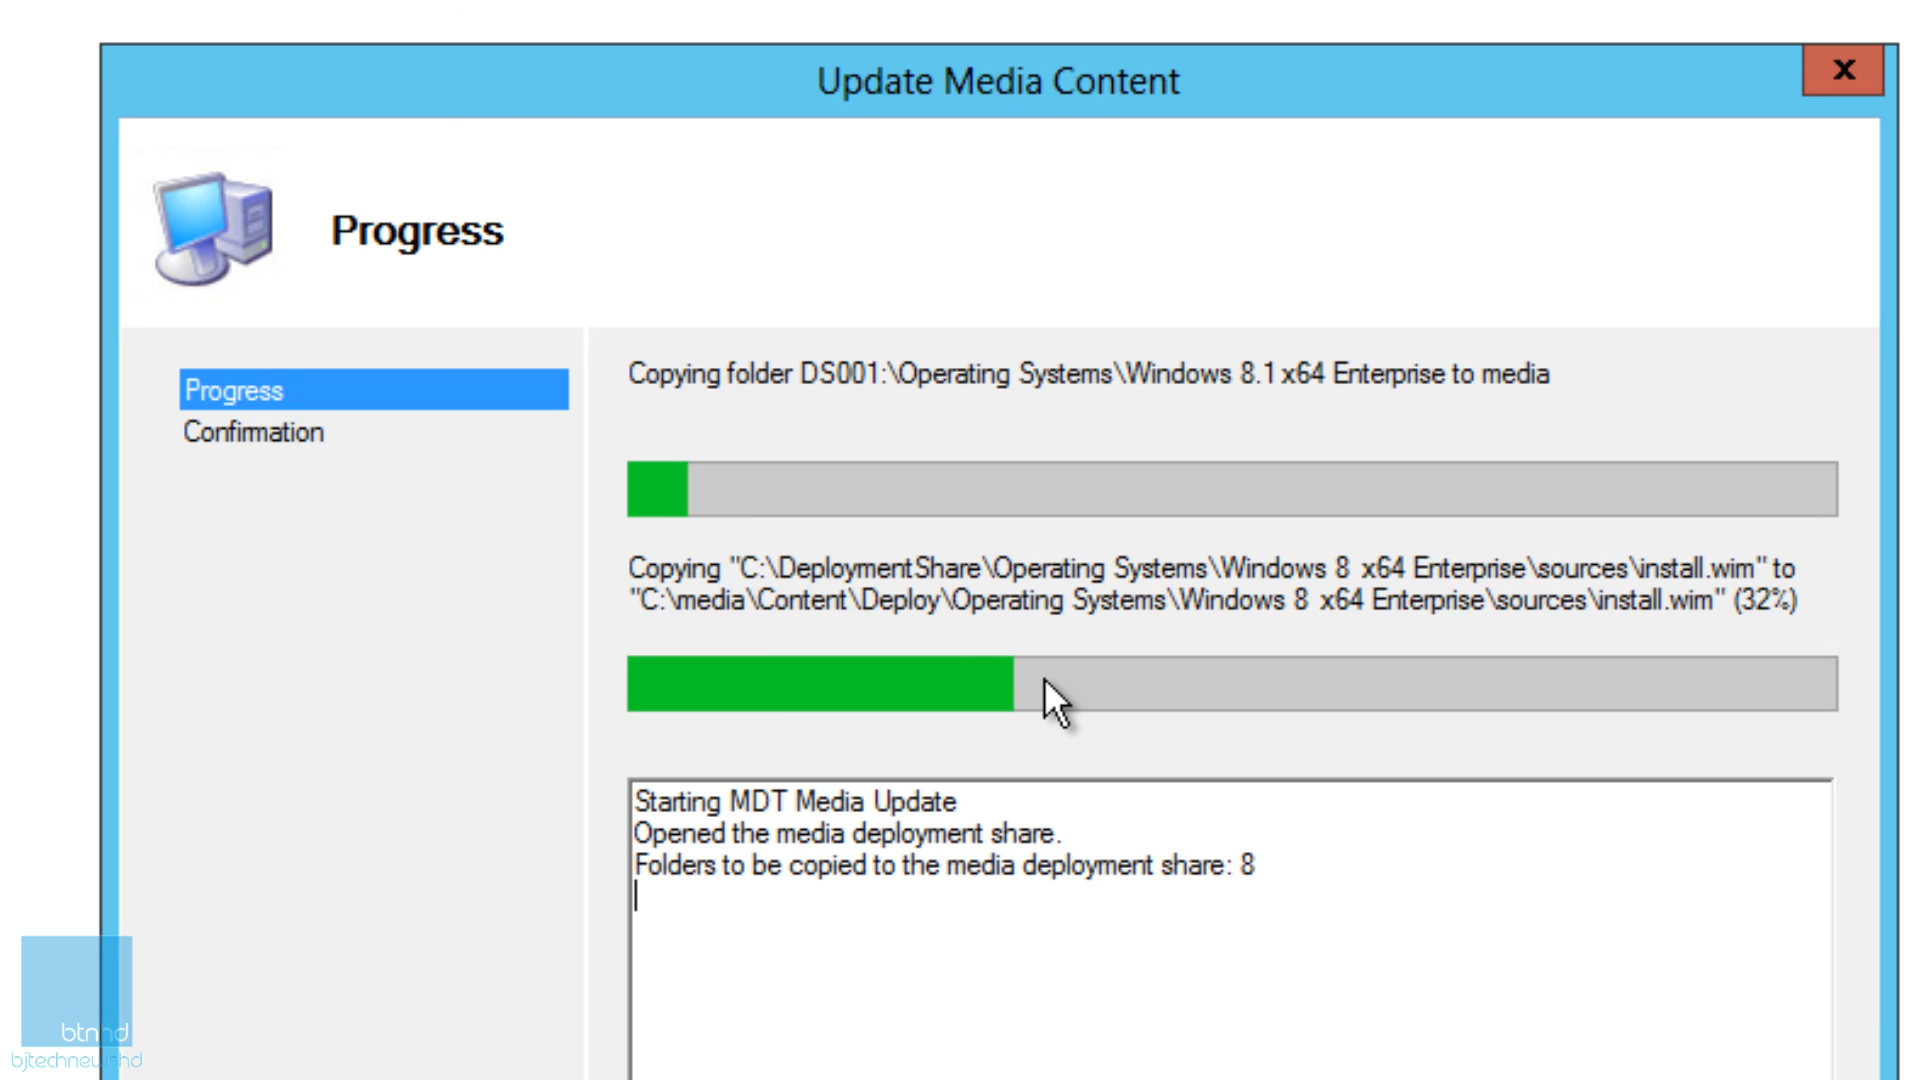 Update Media Content
x
Progress
Progress
Confirmation
Copying folder DS001:\Operating Systems\Windows 8.1 x64 Enterprise to media
Copying "C:\DeploymentShare\Operating Systems\Windows 8 x64 Enterprise\sources\install.wim" to
"C:\media\Content\Deploy\Operating Systems\Windows 8 x64 Enterprise\sources\install.wim" (32%)
Starting MDT Media Update
Opened the media deployment share.
Folders to be copied to the media deployment share: 8
btnhd
bjtechnewshd